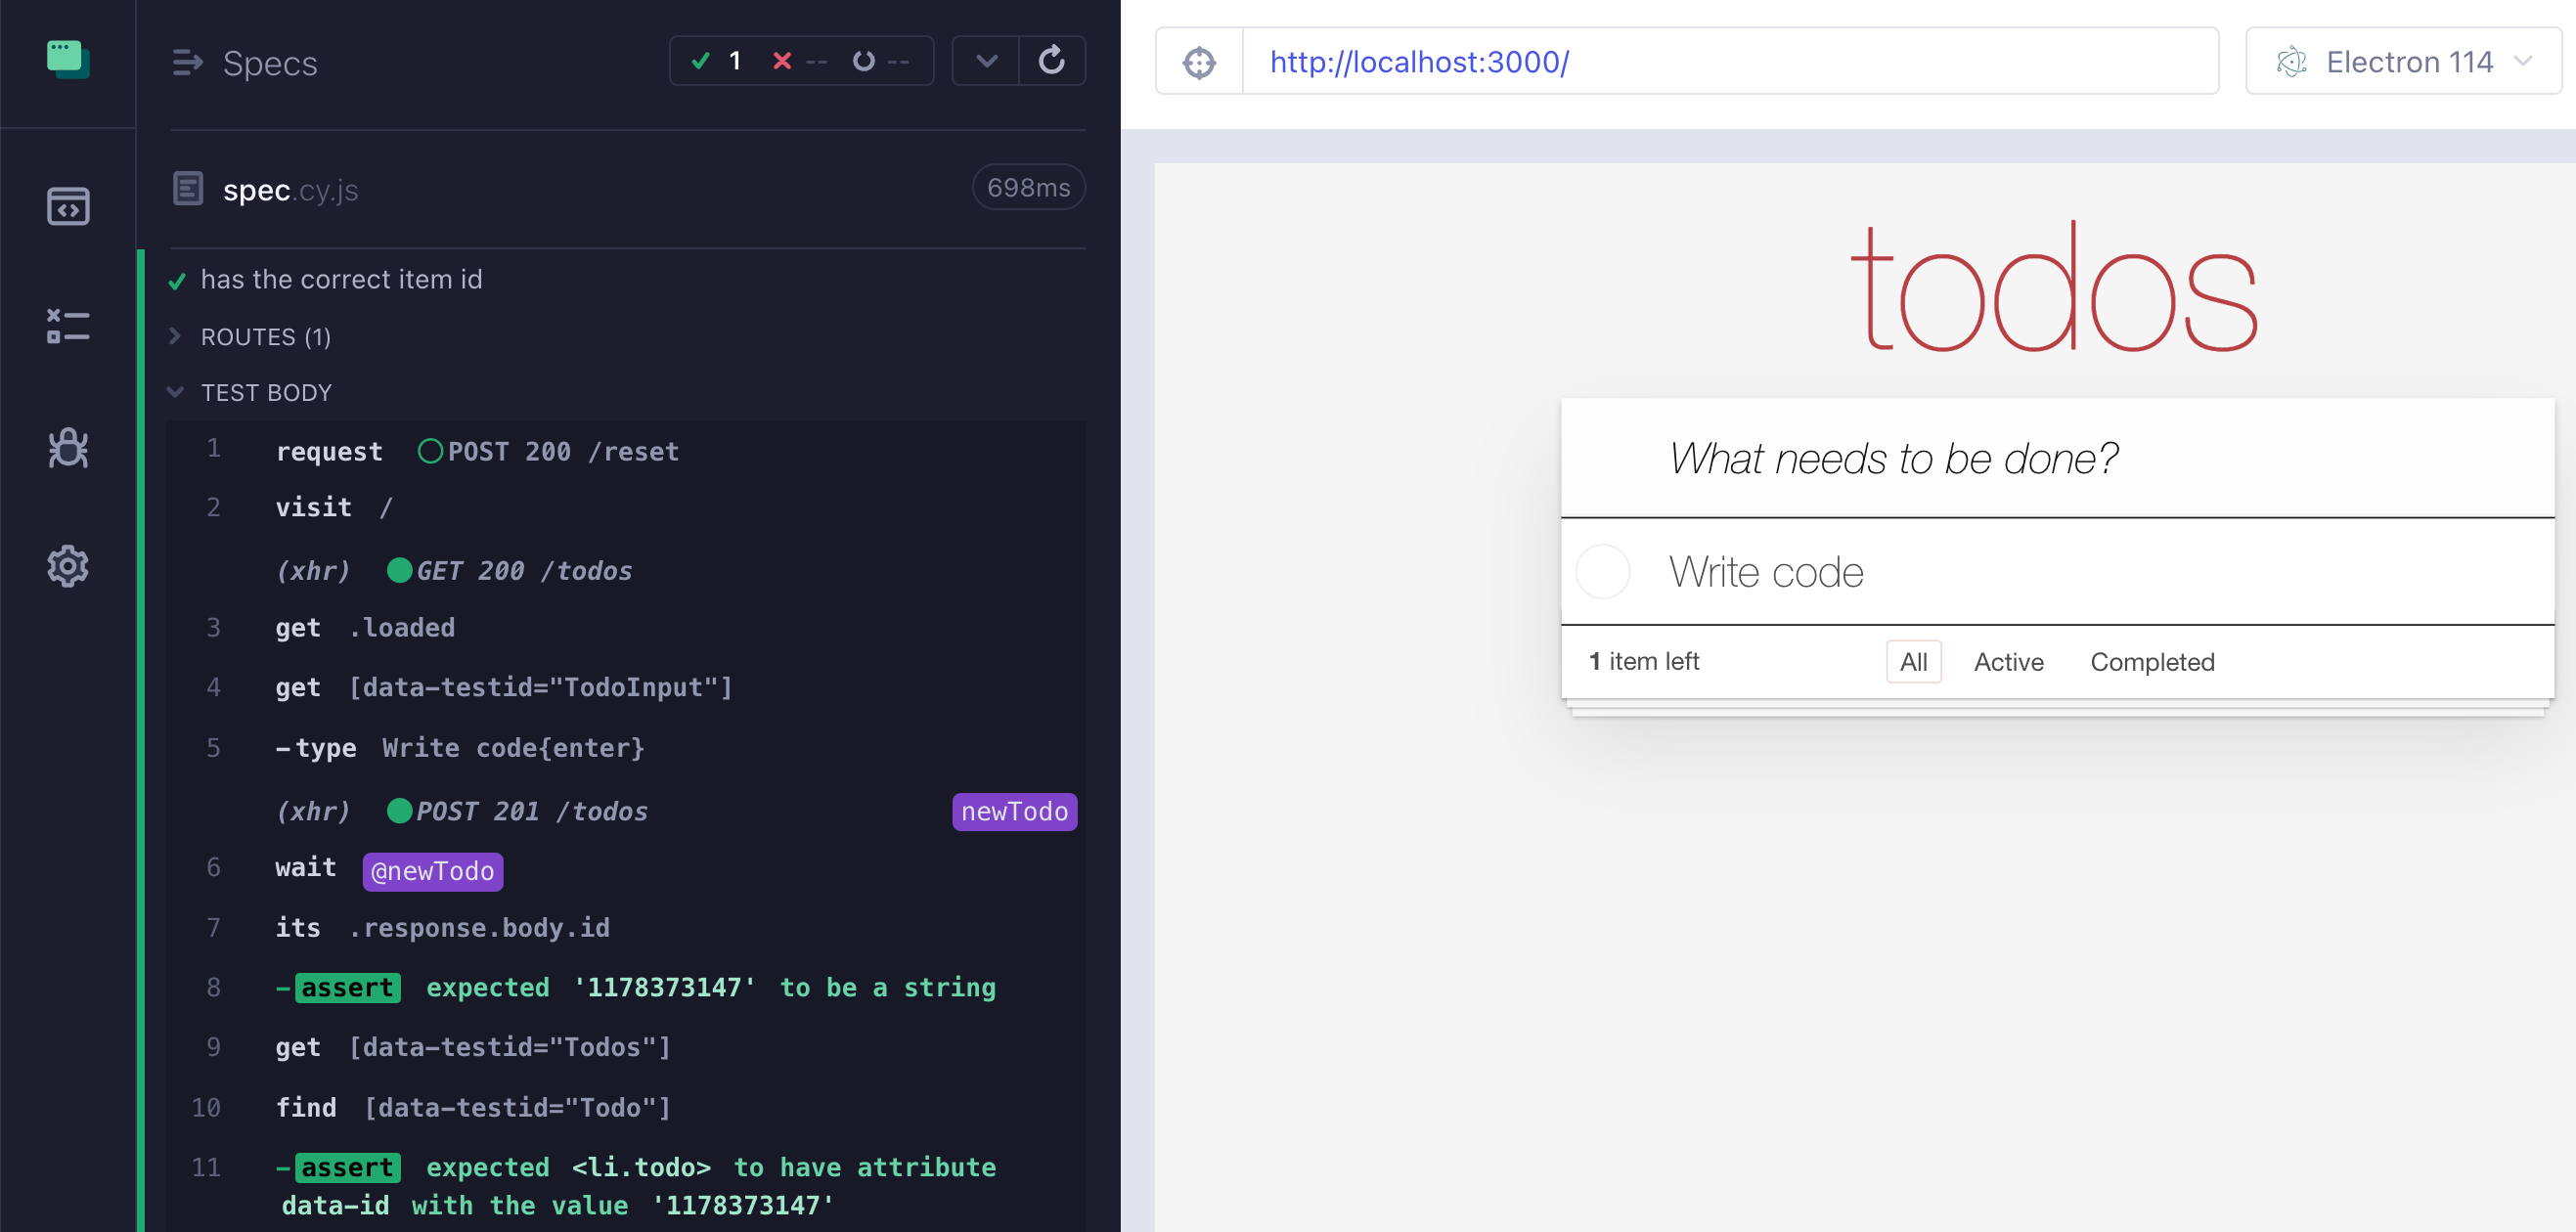 Specs
1 -- --
spec.cy.js 698ms
has the correct item id
ROUTES (1)
TEST BODY
1 request POST 200 /reset
2 visit /
(xhr) GET 200 /todos
3 get .loaded
4 get [data-testid="TodoInput"]
5 -type Write code{enter}
(xhr) POST 201 /todos newTodo
6 wait @newTodo
7 its .response.body.id
8 -assert expected '1178373147' to be a string
9 get [data-testid="Todos"]
10 find [data-testid="Todo"]
11 -assert expected <li.todo> to have attribute
data-id with the value '1178373147'
http://localhost:3000/
Electron 114
todos
What needs to be done?
Write code
1 item left All Active Completed